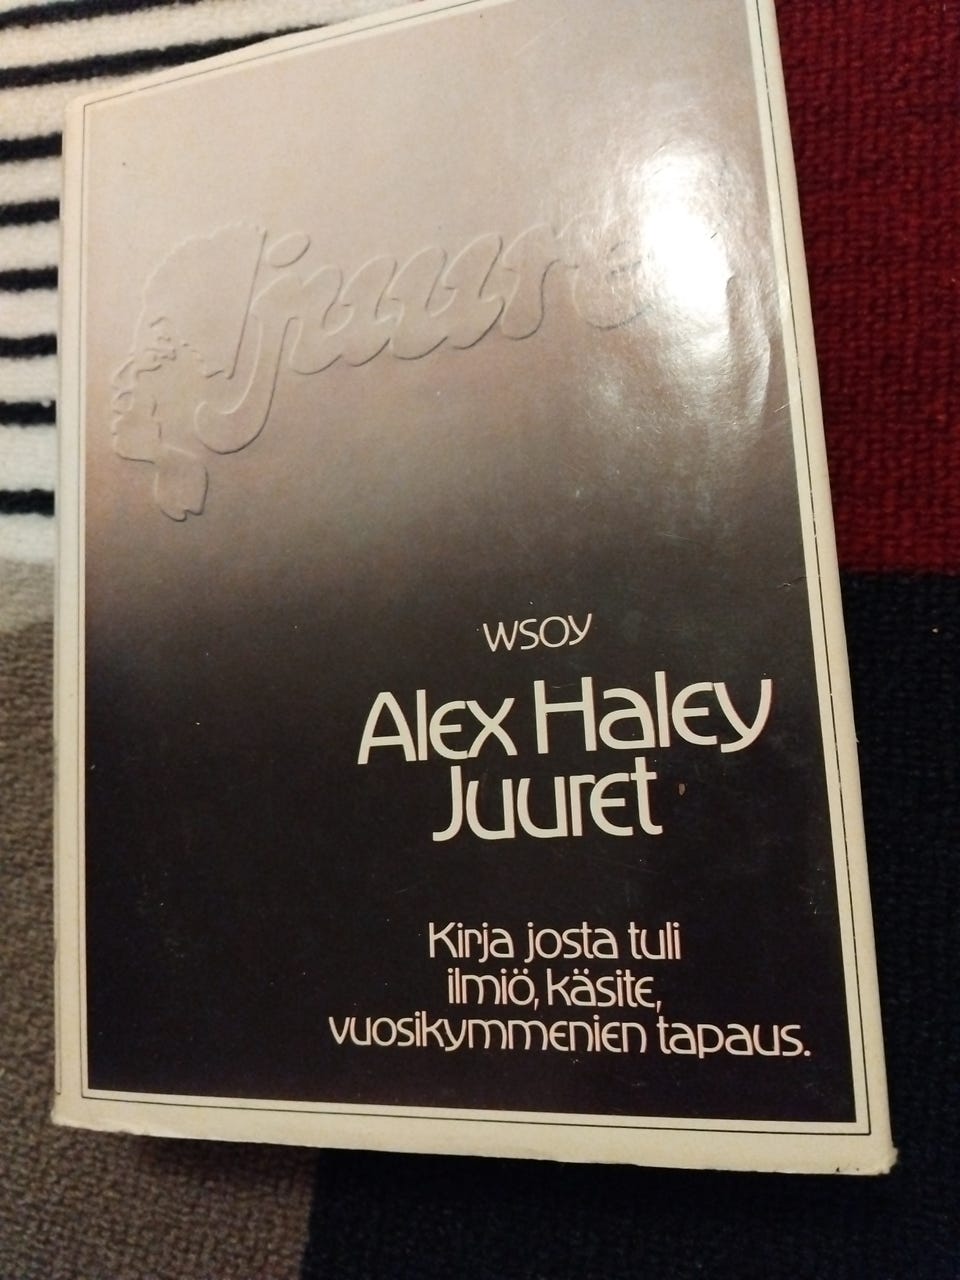 juuret
WSOY
Alex Haley
Juuret
Kirja josta tuli
ilmiö, käsite,
vuosikymmenien tapaus.